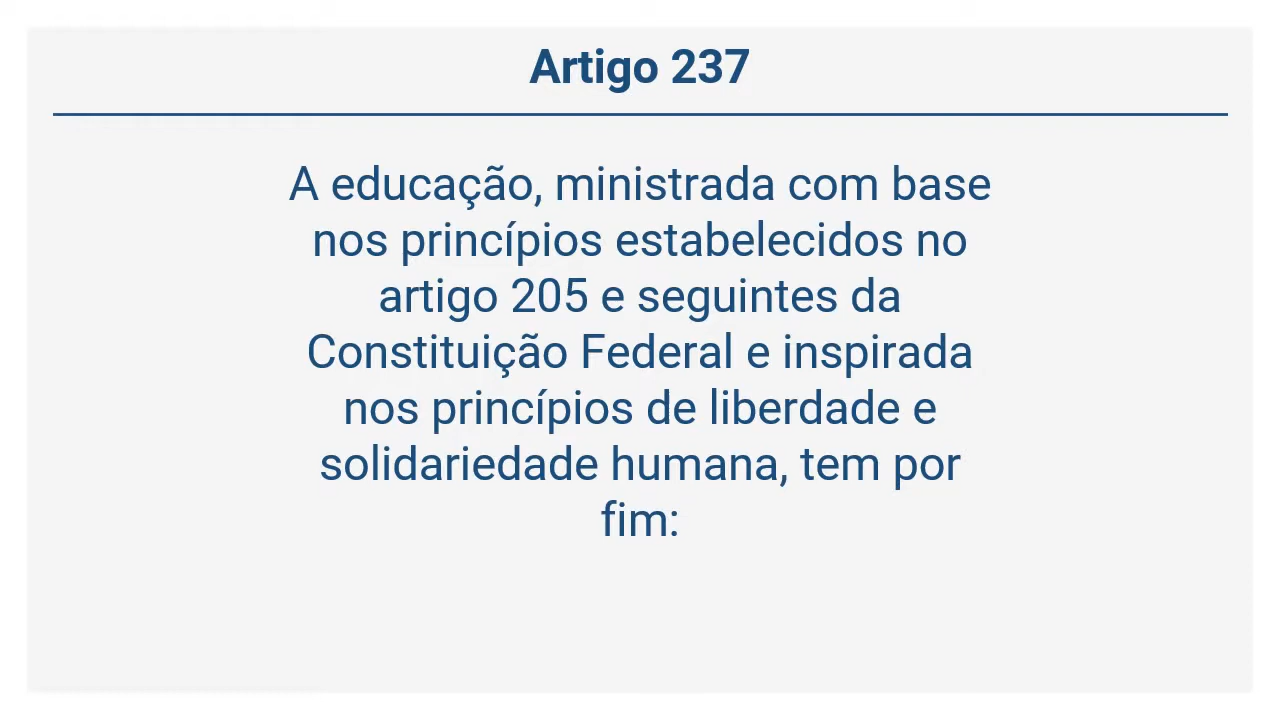 Artigo 237
A educação, ministrada com base
nos princípios estabelecidos no
artigo 205 e seguintes da
Constituição Federal e inspirada
nos princípios de liberdade e
solidariedade humana, tem por
fim: